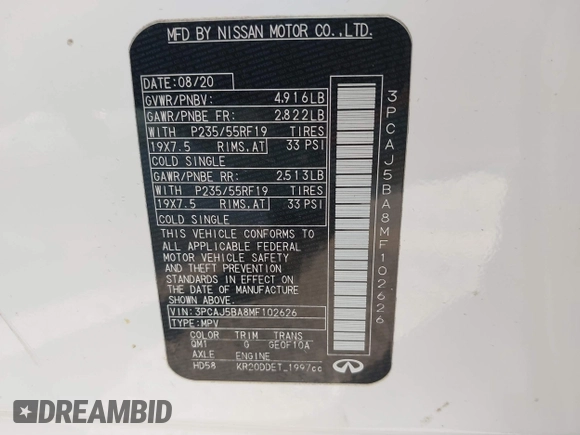 MFD BY NISSAN MOTOR CO.,LTD.
DATE: 08/20
GVWR/PNBV: 4,916LB
GAWR/PNBE FR: 2,822LB
WITH P235/55RF19 TIRES
19X7.5 RIMS,AT 33 PSI
COLD SINGLE
GAWR/PNBE RR: 2,513LB
WITH P235/55RF19 TIRES
19X7.5 RIMS,AT 33 PSI
COLD SINGLE
THIS VEHICLE CONFORMS TO
ALL APPLICABLE FEDERAL
MOTOR VEHICLE SAFETY
AND THEFT PREVENTION
STANDARDS IN EFFECT ON
THE DATE OF MANUFACTURE
SHOWN ABOVE.
VIN: 3PCAJ5BA8MF102626
TYPE: MPV
COLOR TRIM TRANS
QM1 G GE0F10A
AXLE ENGINE
HD58 KR20DDET_1997cc
3PCAJ5BA8MF102626
INFINITI
DREAMBID